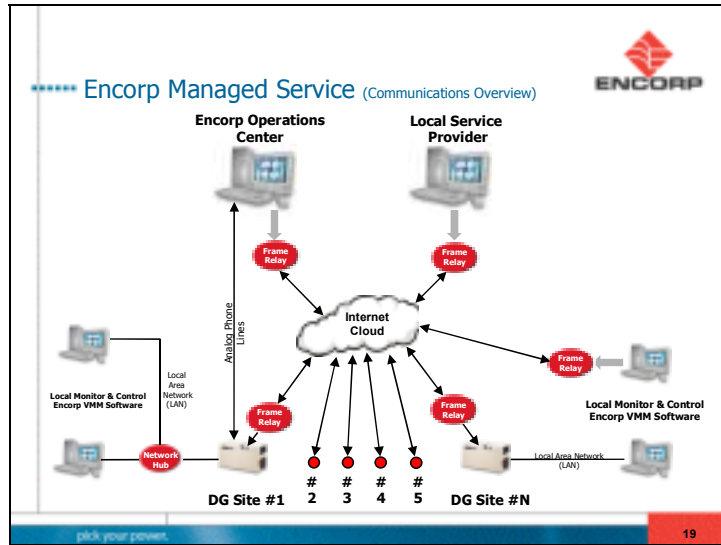 ENCORP
Encorp Managed Service (Communications Overview)
Encorp Operations
Center
Local Service
Provider
Frame
Relay
Frame
Relay
Analog Phone
Lines
Internet
Cloud
Local
Area
Network
(LAN)
Frame
Relay
Local Monitor & Control
Encorp VMM Software
Local Monitor & Control
Encorp VMM Software
Frame
Relay
Frame
Relay
Network
Hub
Local Area Network
(LAN)
DG Site #1
#
2
#
3
#
4
#
5
DG Site #N
pick your power.
19